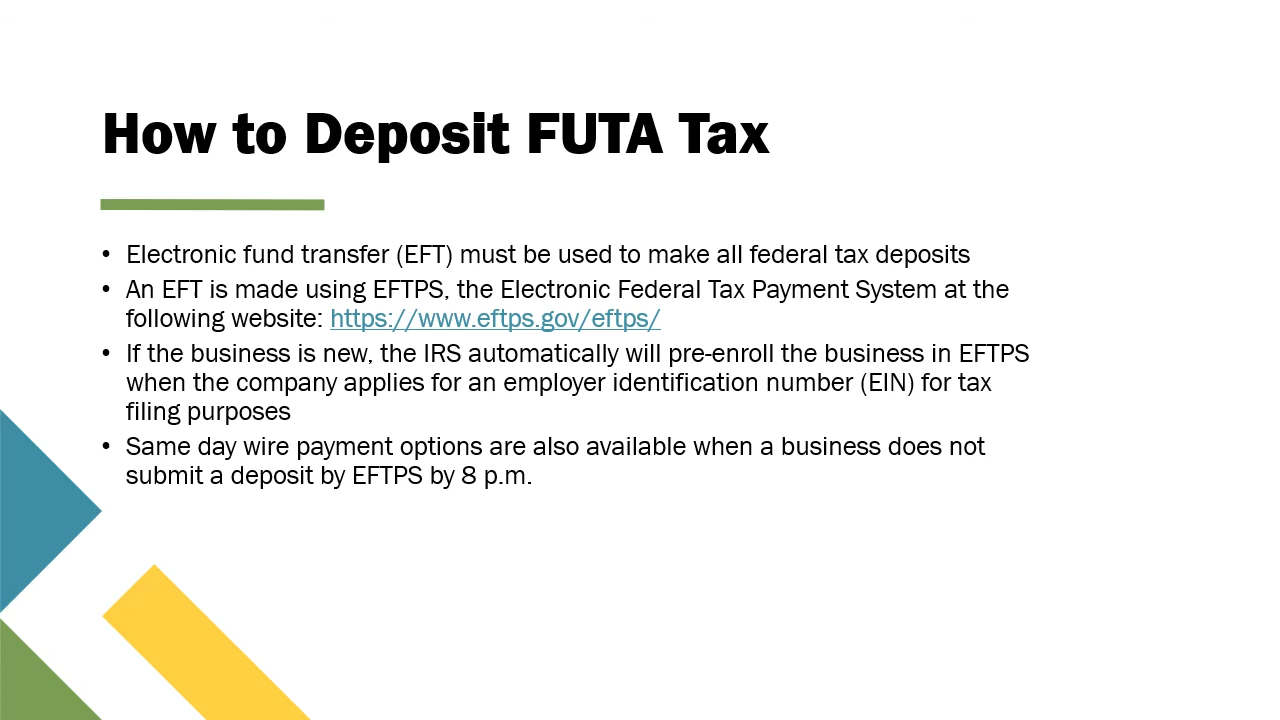 How to Deposit FUTA Tax
• Electronic fund transfer (EFT) must be used to make all federal tax deposits
• An EFT is made using EFTPS, the Electronic Federal Tax Payment System at the
following website: https://www.eftps.gov/eftps/
• If the business is new, the IRS automatically will pre-enroll the business in EFTPS
when the company applies for an employer identification number (EIN) for tax
filing purposes
• Same day wire payment options are also available when a business does not
submit a deposit by EFTPS by 8 p.m.